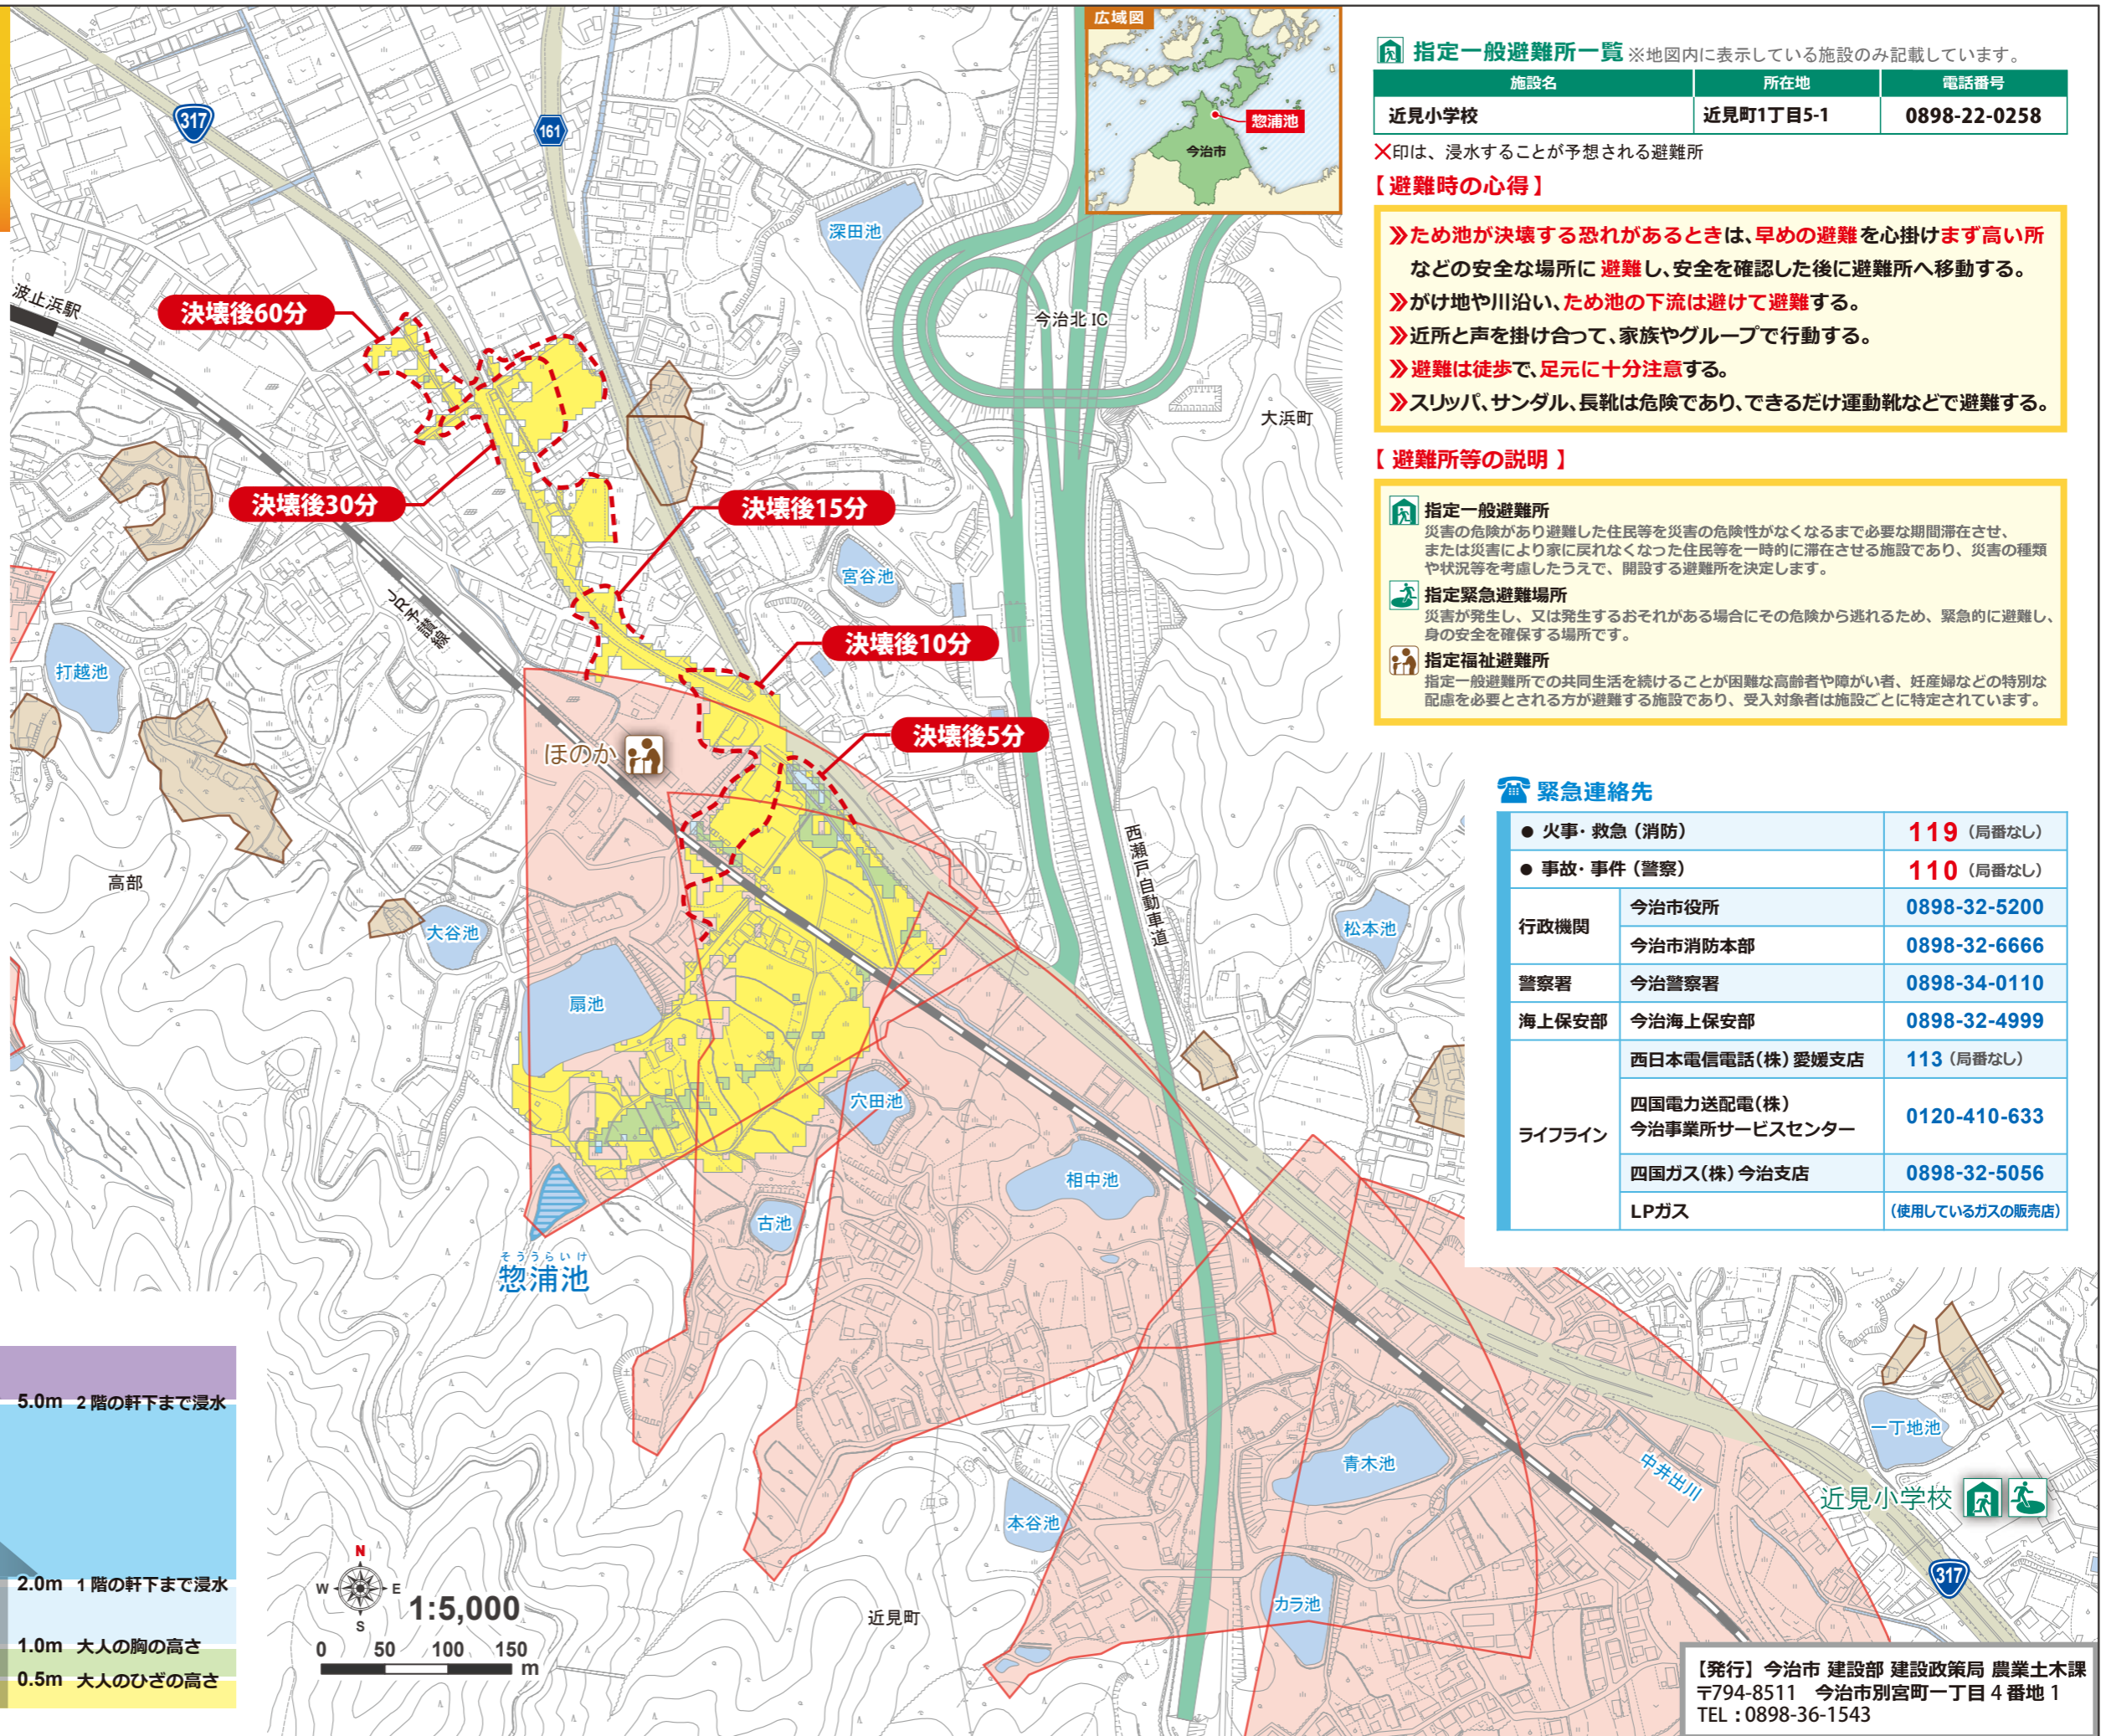 広域図
惣浦池
今治市
317
161
深田池
今治北IC
大浜町
波止浜駅
決壊後60分
決壊後30分
決壊後15分
宮谷池
JR予讃線
決壊後10分
打越池
決壊後5分
ほのか
西瀬戸自動車道
高部
大谷池
松本池
扇池
穴田池
相中池
古池
そううらいけ
惣浦池
青木池
一丁地池
中井出川
近見小学校
本谷池
カラ池
近見町
317
指定一般避難所一覧 ※地図内に表示している施設のみ記載しています。
施設名 所在地 電話番号
近見小学校 近見町1丁目5-1 0898-22-0258
×印は、浸水することが予想される避難所
【避難時の心得】
≫ため池が決壊する恐れがあるときは、早めの避難を心掛けまず高い所
などの安全な場所に 避難し、安全を確認した後に避難所へ移動する。
≫がけ地や川沿い、ため池の下流は避けて避難する。
≫近所と声を掛け合って、家族やグループで行動する。
≫避難は徒歩で、足元に十分注意する。
≫スリッパ、サンダル、長靴は危険であり、できるだけ運動靴などで避難する。
【 避難所等の説明 】
指定一般避難所
災害の危険があり避難した住民等を災害の危険性がなくなるまで必要な期間滞在させ、
または災害により家に戻れなくなった住民等を一時的に滞在させる施設であり、災害の種類
や状況等を考慮したうえで、開設する避難所を決定します。
指定緊急避難場所
災害が発生し、又は発生するおそれがある場合にその危険から逃れるため、緊急的に避難し、
身の安全を確保する場所です。
指定福祉避難所
指定一般避難所での共同生活を続けることが困難な高齢者や障がい者、妊産婦などの特別な
配慮を必要とされる方が避難する施設であり、受入対象者は施設ごとに特定されています。
緊急連絡先
● 火事・救急（消防） 119（局番なし）
● 事故・事件（警察） 110（局番なし）
行政機関 今治市役所 0898-32-5200
今治市消防本部 0898-32-6666
警察署 今治警察署 0898-34-0110
海上保安部 今治海上保安部 0898-32-4999
ライフライン 西日本電信電話(株)愛媛支店 113（局番なし）
四国電力送配電(株)
今治事業所サービスセンター 0120-410-633
四国ガス(株)今治支店 0898-32-5056
LPガス （使用しているガスの販売店）
5.0m 2階の軒下まで浸水
2.0m 1階の軒下まで浸水
1.0m 大人の胸の高さ
0.5m 大人のひざの高さ
N
W E
S
1:5,000
0 50 100 150
m
【発行】今治市 建設部 建設政策局 農業土木課
〒794-8511 今治市別宮町一丁目4番地1
TEL：0898-36-1543